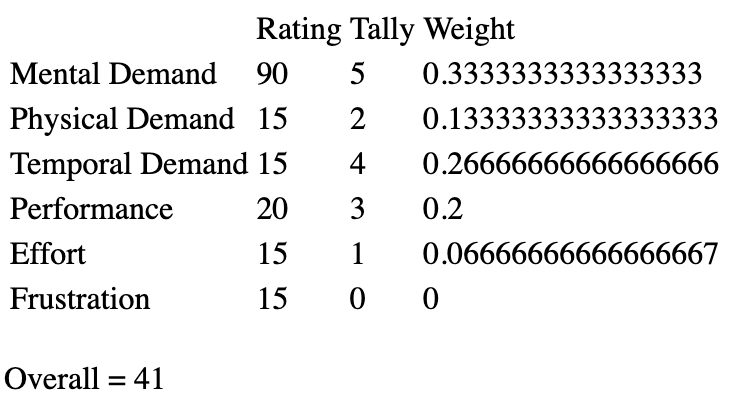 Rating Tally Weight
Mental Demand 90 5 0.3333333333333333
Physical Demand 15 2 0.13333333333333333
Temporal Demand 15 4 0.26666666666666666
Performance 20 3 0.2
Effort 15 1 0.06666666666666667
Frustration 15 0 0
Overall = 41